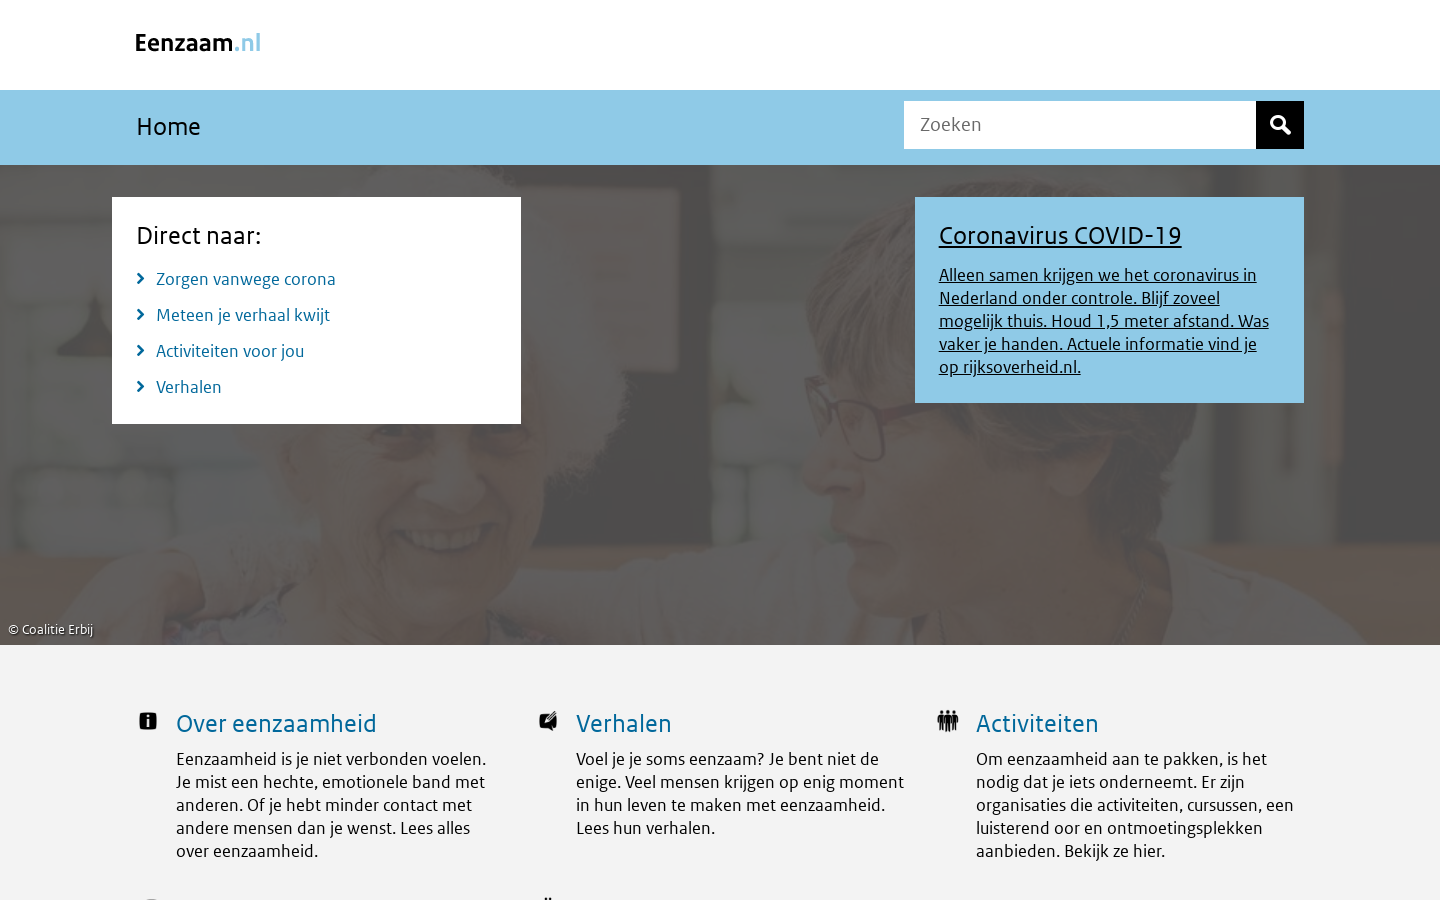 Eenzaam.nl
Home
Zoeken
Direct naar:
Zorgen vanwege corona
Meteen je verhaal kwijt
Activiteiten voor jou
Verhalen
Coronavirus COVID-19
Alleen samen krijgen we het coronavirus in
Nederland onder controle. Blijf zoveel
mogelijk thuis. Houd 1,5 meter afstand. Was
vaker je handen. Actuele informatie vind je
op rijksoverheid.nl.
© Coalitie Erbij
Over eenzaamheid
Eenzaamheid is je niet verbonden voelen.
Je mist een hechte, emotionele band met
anderen. Of je hebt minder contact met
andere mensen dan je wenst. Lees alles
over eenzaamheid.
Verhalen
Voel je je soms eenzaam? Je bent niet de
enige. Veel mensen krijgen op enig moment
in hun leven te maken met eenzaamheid.
Lees hun verhalen.
Activiteiten
Om eenzaamheid aan te pakken, is het
nodig dat je iets onderneemt. Er zijn
organisaties die activiteiten, cursussen, een
luisterend oor en ontmoetingsplekken
aanbieden. Bekijk ze hier.